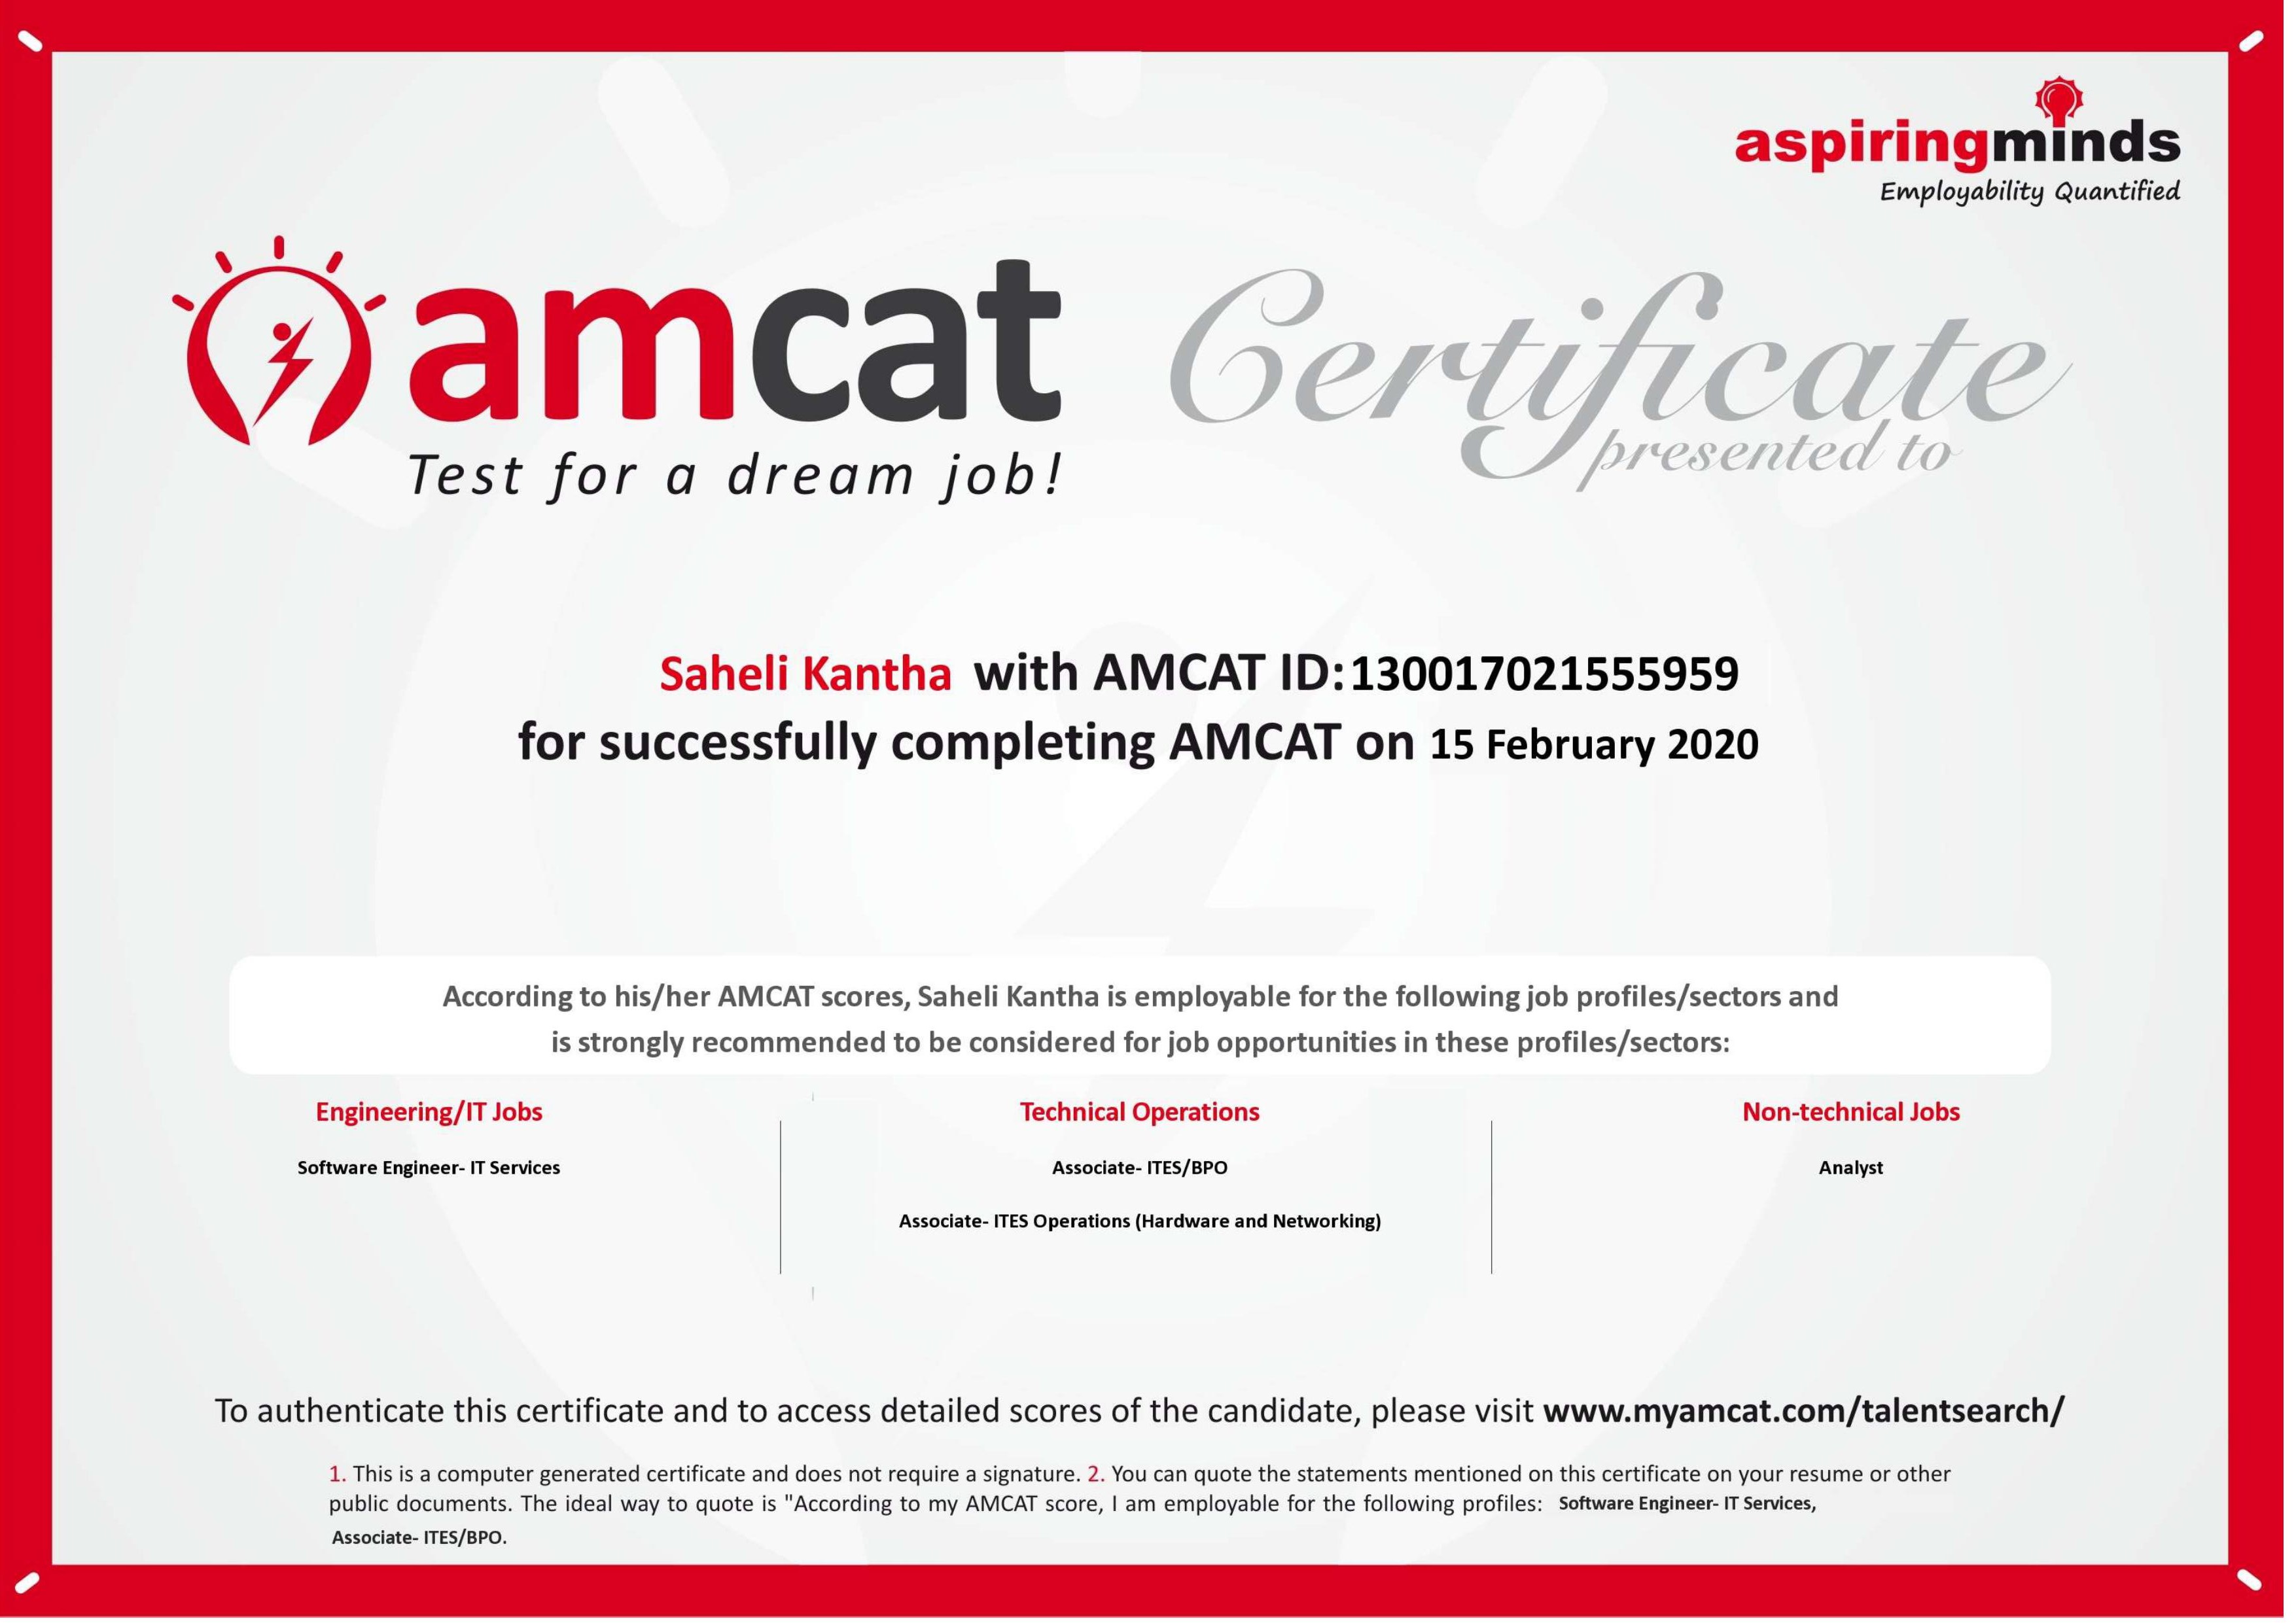 aspiringminds
Employability Quantified
amcat
Test for a dream job!
Certificate
presented to
Saheli Kantha with AMCAT ID:130017021555959
for successfully completing AMCAT on 15 February 2020
According to his/her AMCAT scores, Saheli Kantha is employable for the following job profiles/sectors and
is strongly recommended to be considered for job opportunities in these profiles/sectors:
Engineering/IT Jobs
Software Engineer- IT Services
Technical Operations
Associate- ITES/BPO
Associate- ITES Operations (Hardware and Networking)
Non-technical Jobs
Analyst
To authenticate this certificate and to access detailed scores of the candidate, please visit www.myamcat.com/talentsearch/
1. This is a computer generated certificate and does not require a signature. 2. You can quote the statements mentioned on this certificate on your resume or other
public documents. The ideal way to quote is "According to my AMCAT score, I am employable for the following profiles: Software Engineer- IT Services,
Associate- ITES/BPO.